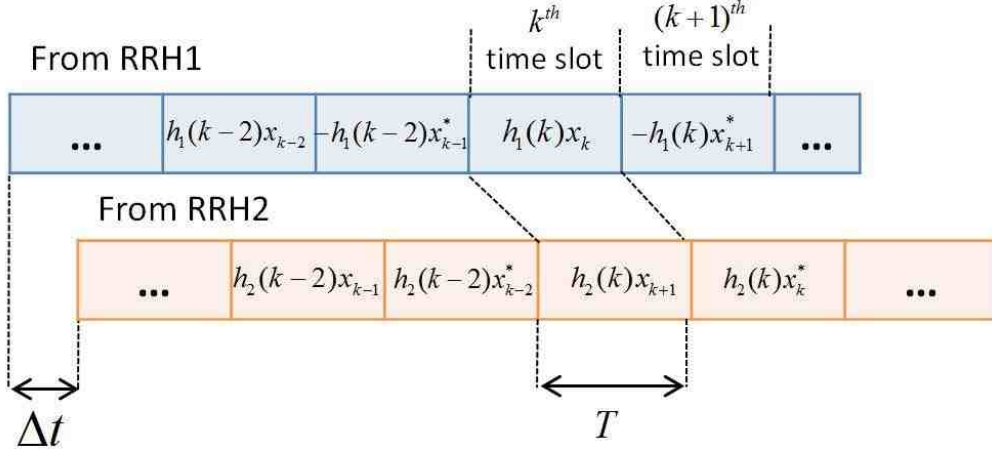 k^{th}
time slot
(k+1)^{th}
time slot
From RRH1
... h_1(k-2)x_{k-2} -h_1(k-2)x^*_{k-1} h_1(k)x_k -h_1(k)x^*_{k+1} ...
From RRH2
... h_2(k-2)x_{k-1} h_2(k-2)x^*_{k-2} h_2(k)x_{k+1} h_2(k)x^*_k ...
Δt
T